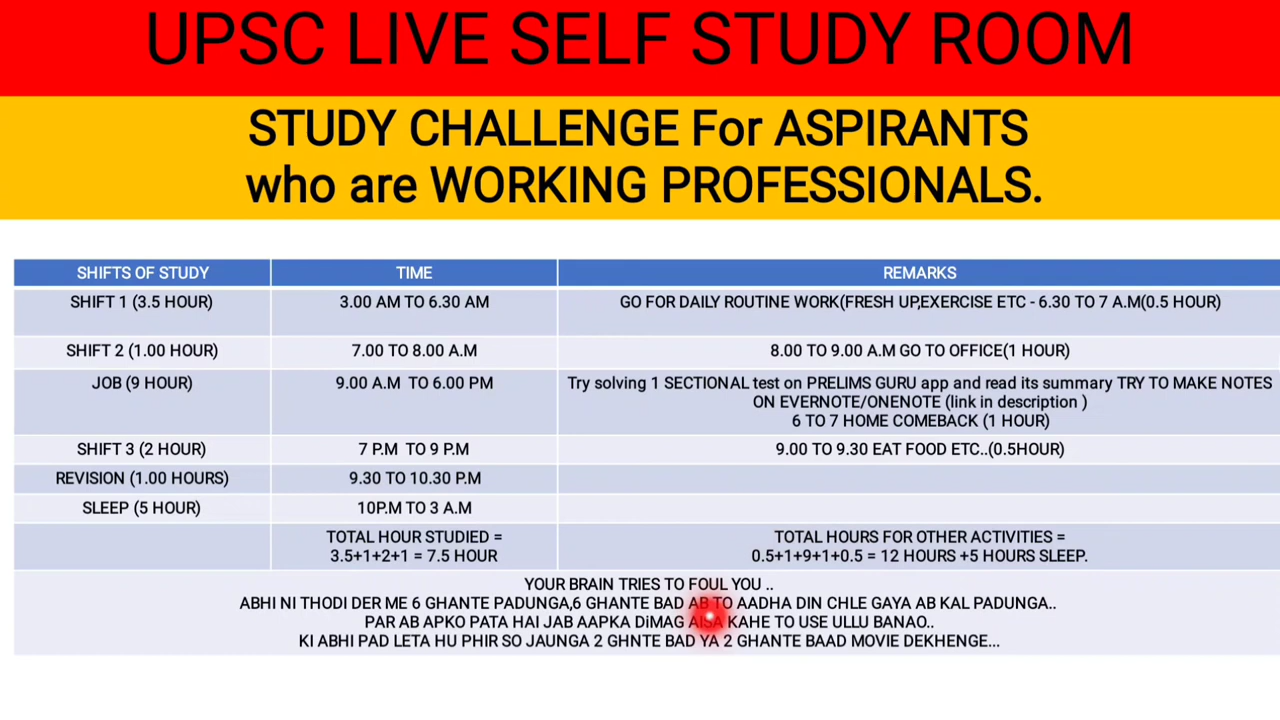 UPSC LIVE SELF STUDY ROOM
STUDY CHALLENGE For ASPIRANTS
who are WORKING PROFESSIONALS.
SHIFTS OF STUDY TIME REMARKS
SHIFT 1 (3.5 HOUR) 3.00 AM TO 6.30 AM GO FOR DAILY ROUTINE WORK(FRESH UP,EXERCISE ETC - 6.30 TO 7 A.M(0.5 HOUR)
SHIFT 2 (1.00 HOUR) 7.00 TO 8.00 A.M 8.00 TO 9.00 A.M GO TO OFFICE(1 HOUR)
JOB (9 HOUR) 9.00 A.M TO 6.00 PM Try solving 1 SECTIONAL test on PRELIMS GURU app and read its summary TRY TO MAKE NOTES
ON EVERNOTE/ONENOTE (link in description )
6 TO 7 HOME COMEBACK (1 HOUR)
SHIFT 3 (2 HOUR) 7 P.M TO 9 P.M 9.00 TO 9.30 EAT FOOD ETC..(0.5HOUR)
REVISION (1.00 HOURS) 9.30 TO 10.30 P.M
SLEEP (5 HOUR) 10P.M TO 3 A.M
TOTAL HOUR STUDIED = TOTAL HOURS FOR OTHER ACTIVITIES =
3.5+1+2+1 = 7.5 HOUR 0.5+1+9+1+0.5 = 12 HOURS +5 HOURS SLEEP.
YOUR BRAIN TRIES TO FOUL YOU ..
ABHI NI THODI DER ME 6 GHANTE PADUNGA,6 GHANTE BAD AB TO AADHA DIN CHLE GAYA AB KAL PADUNGA..
PAR AB APKO PATA HAI JAB AAPKA DiMAG AISA KAHE TO USE ULLU BANAO..
KI ABHI PAD LETA HU PHIR SO JAUNGA 2 GHNTE BAD YA 2 GHANTE BAAD MOVIE DEKHENGE...